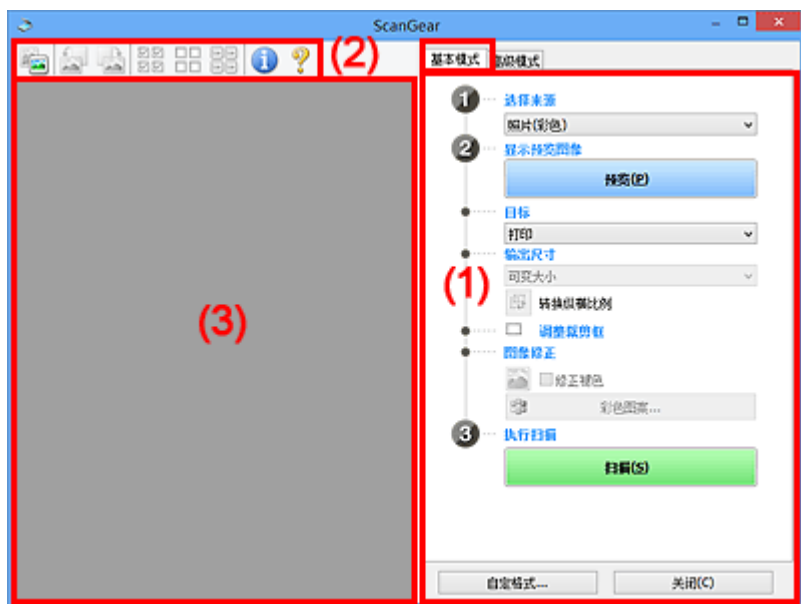 ScanGear
(2)
基本模式 高级模式
(3)
(1)
1 选择来源
照片(彩色)
2 显示预览图像
预览(P)
目标
打印
输出尺寸
可变大小
转换纵横比例
调整裁剪框
图像修正
修正褪色
彩色图案...
3 执行扫描
扫描(S)
自定格式... 关闭(C)